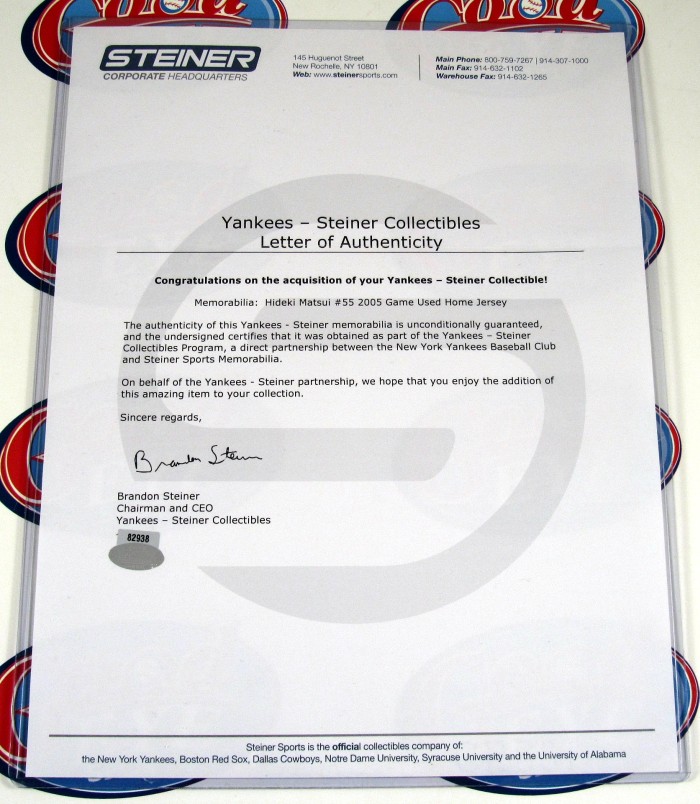 STEINER
CORPORATE HEADQUARTERS
145 Huguenot Street
New Rochelle, NY 10801
Web: www.steinersports.com
Main Phone: 800-759-7267 | 914-307-1000
Main Fax: 914-632-1102
Warehouse Fax: 914-632-1265
Yankees – Steiner Collectibles
Letter of Authenticity
Congratulations on the acquisition of your Yankees – Steiner Collectible!
Memorabilia: Hideki Matsui #55 2005 Game Used Home Jersey
The authenticity of this Yankees - Steiner memorabilia is unconditionally guaranteed,
and the undersigned certifies that it was obtained as part of the Yankees – Steiner
Collectibles Program, a direct partnership between the New York Yankees Baseball Club
and Steiner Sports Memorabilia.
On behalf of the Yankees - Steiner partnership, we hope that you enjoy the addition of
this amazing item to your collection.
Sincere regards,
Brandon Steiner
Brandon Steiner
Chairman and CEO
Yankees – Steiner Collectibles
82938
Steiner Sports is the official collectibles company of:
the New York Yankees, Boston Red Sox, Dallas Cowboys, Notre Dame University, Syracuse University and the University of Alabama